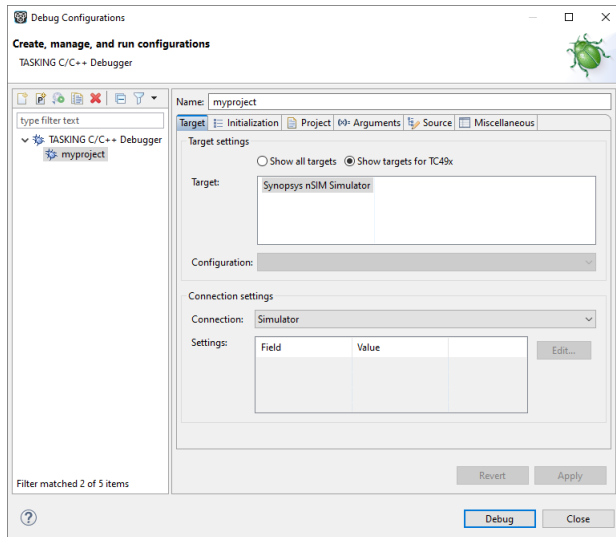 Debug Configurations
Create, manage, and run configurations
TASKING C/C++ Debugger
type filter text
TASKING C/C++ Debugger
myproject
Filter matched 2 of 5 items
Name: myproject
Target Initialization Project (x)= Arguments Source Miscellaneous
Target settings
Show all targets Show targets for TC49x
Target: Synopsys nSIM Simulator
Configuration:
Connection settings
Connection: Simulator
Settings: Field Value Edit...
Revert Apply
Debug Close